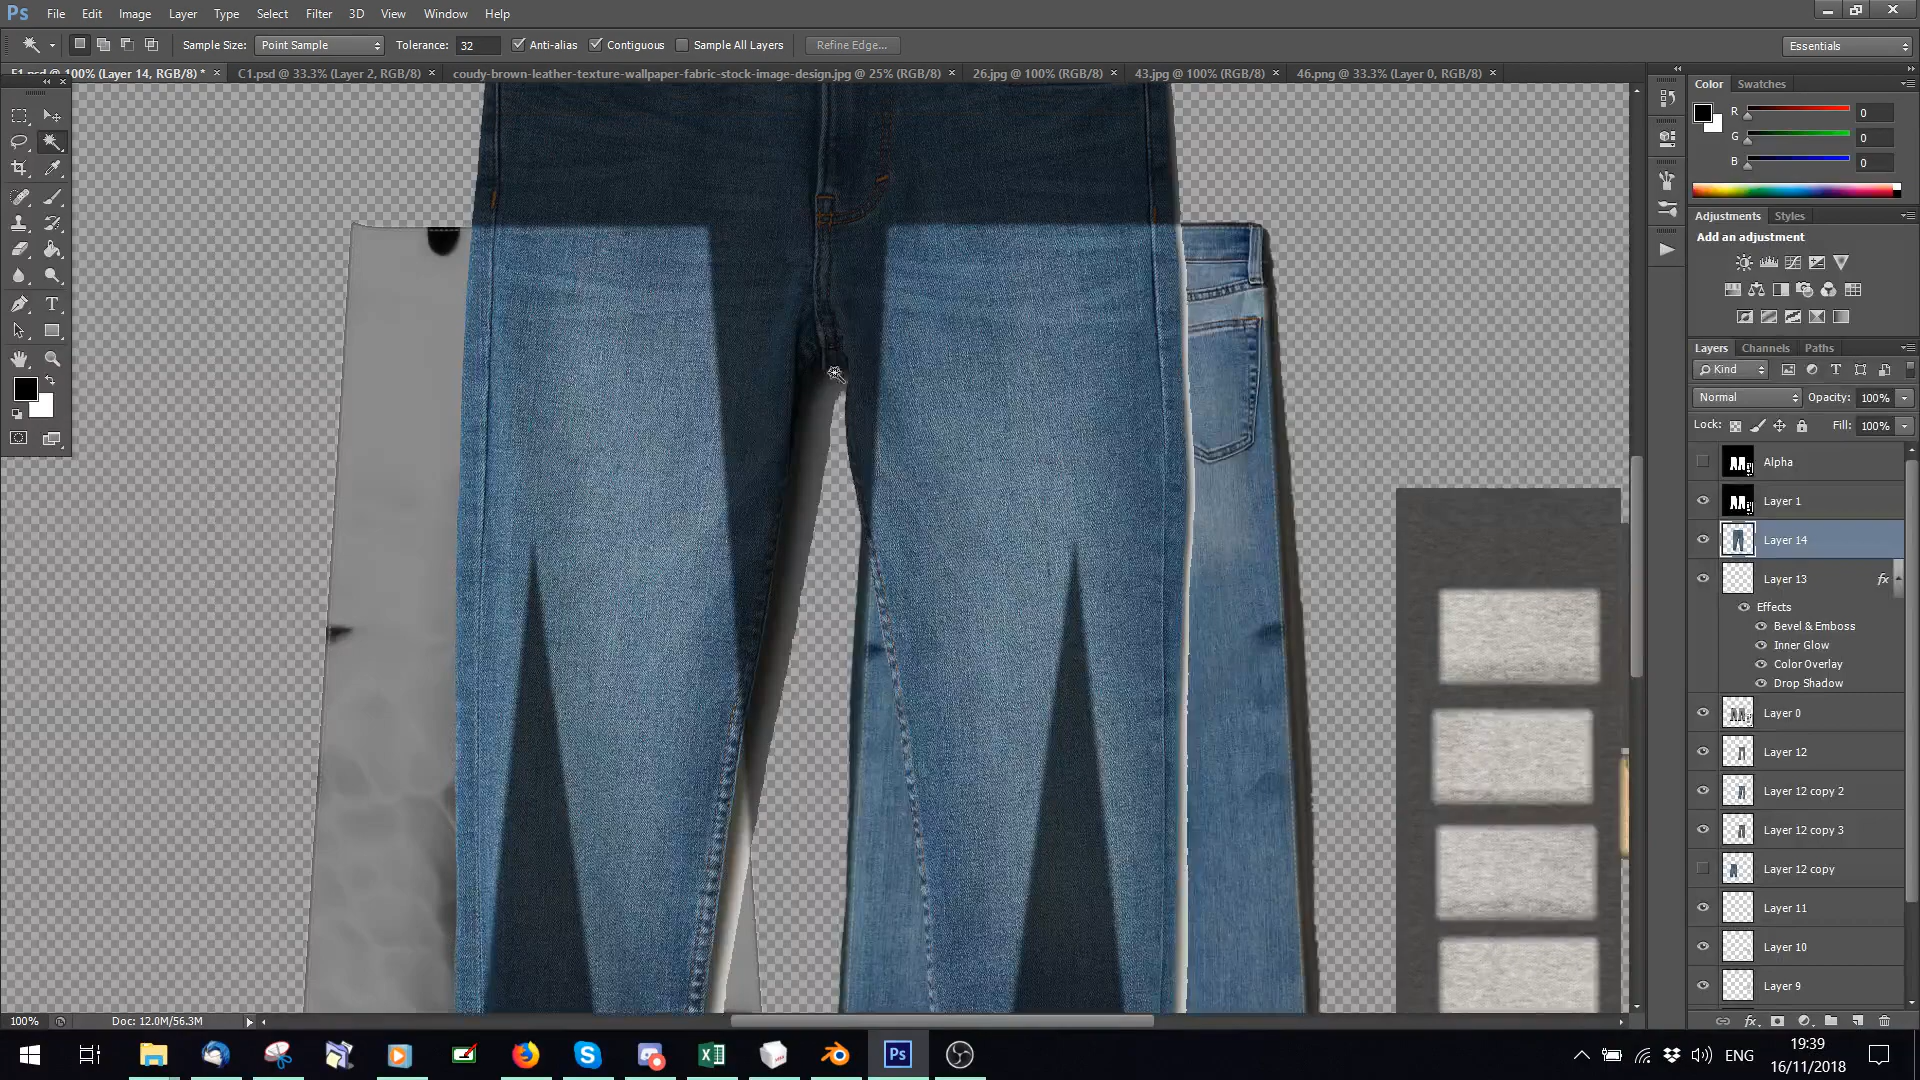 Ps File Edit Image Layer Type Select Filter 3D View Window Help
Sample Size: Point Sample Tolerance: 32 Anti-alias Contiguous Sample All Layers Refine Edge... Essentials
@ 100% (Layer 14, RGB/8) * × C1.psd @ 33.3% (Layer 2, RGB/8) × coudy-brown-leather-texture-wallpaper-fabric-stock-image-design.jpg @ 25% (RGB/8) × 26.jpg @ 100% (RGB/8) × 43.jpg @ 100% (RGB/8) × 46.png @ 33.3% (Layer 0, RGB/8) ×
Color Swatches
R 0
G 0
B 0
Adjustments Styles
Add an adjustment
Layers Channels Paths
Kind
Normal Opacity: 100%
Lock: Fill: 100%
Alpha
Layer 1
Layer 14
Layer 13 fx
Effects
Bevel & Emboss
Inner Glow
Color Overlay
Drop Shadow
Layer 0
Layer 12
Layer 12 copy 2
Layer 12 copy 3
Layer 12 copy
Layer 11
Layer 10
Layer 9
100% Doc: 12.0M/56.3M
ENG
19:39
16/11/2018